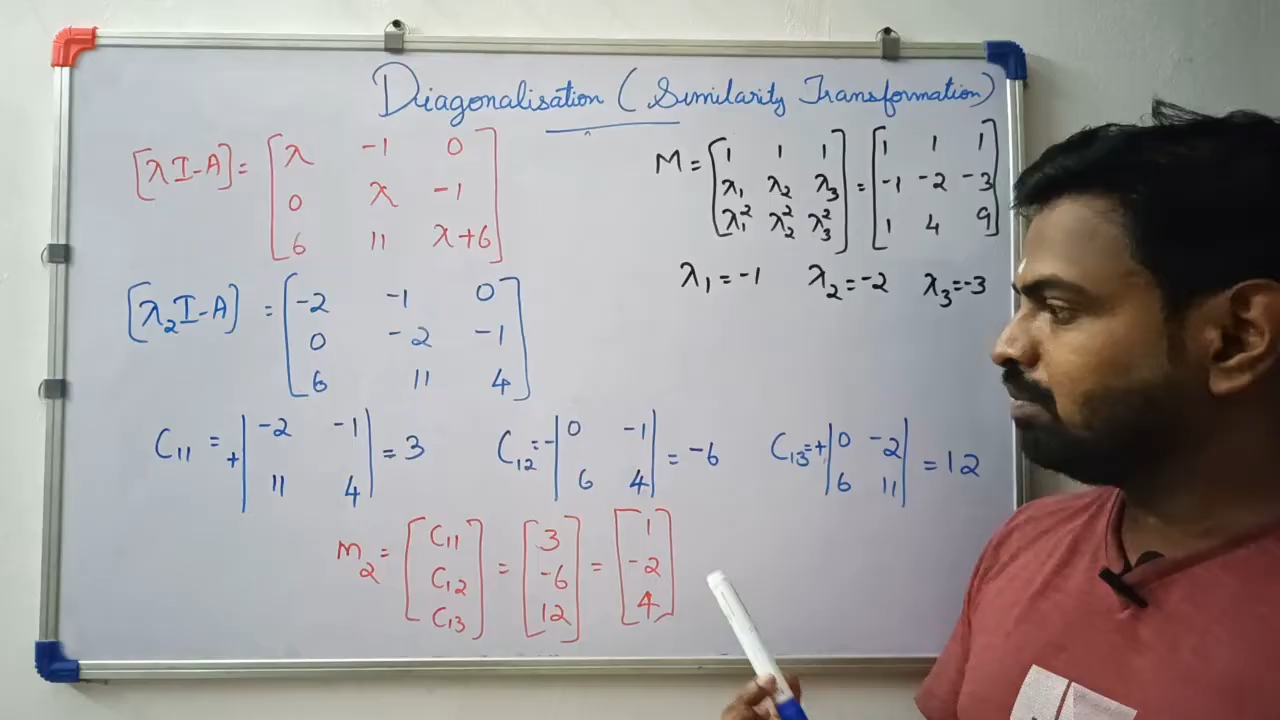 Diagonalisation (Similarity Transformation)
[λI-A] = [λ -1 0
0 λ -1
6 11 λ+6]
M = [1 1 1 = [1 1 1
λ₁ λ₂ λ₃ -1 -2 -3
λ₁² λ₂² λ₃²] 1 4 9]
λ₁ = -1 λ₂ = -2 λ₃ = -3
[λ₂I-A] = [-2 -1 0
0 -2 -1
6 11 4]
C₁₁ = + |-2 -1
11 4| = 3
C₁₂ = - |0 -1
6 4| = -6
C₁₃ = + |0 -2
6 11| = 12
m₂ = [C₁₁ = [3 = [1
C₁₂ -6 -2
C₁₃] 12] 4]